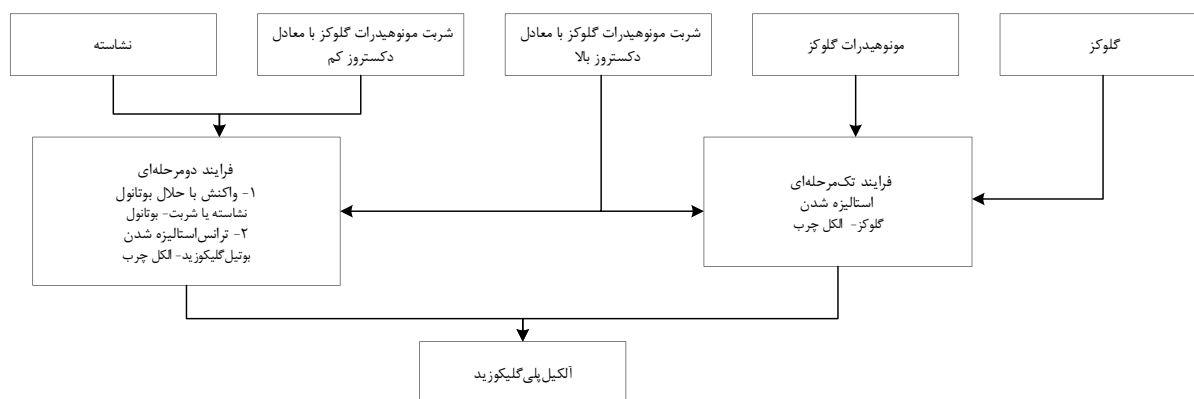 گلوکز
مونوهیدرات گلوکز
شربت مونوهیدرات گلوکز با معادل
دکستروز بالا
شربت مونوهیدرات گلوکز با معادل
دکستروز کم
نشاسته
فرایند تک‌مرحله‌ای
استالیزه شدن
گلوکز- الکل چرب
فرایند دومرحله‌ای
۱- واکنش با حلال بوتانول
نشاسته یا شربت- بوتانول
۲- ترانس‌استالیزه شدن
بوتیل‌گلیکوزید- الکل چرب
آلکیل‌پلی‌گلیکوزید